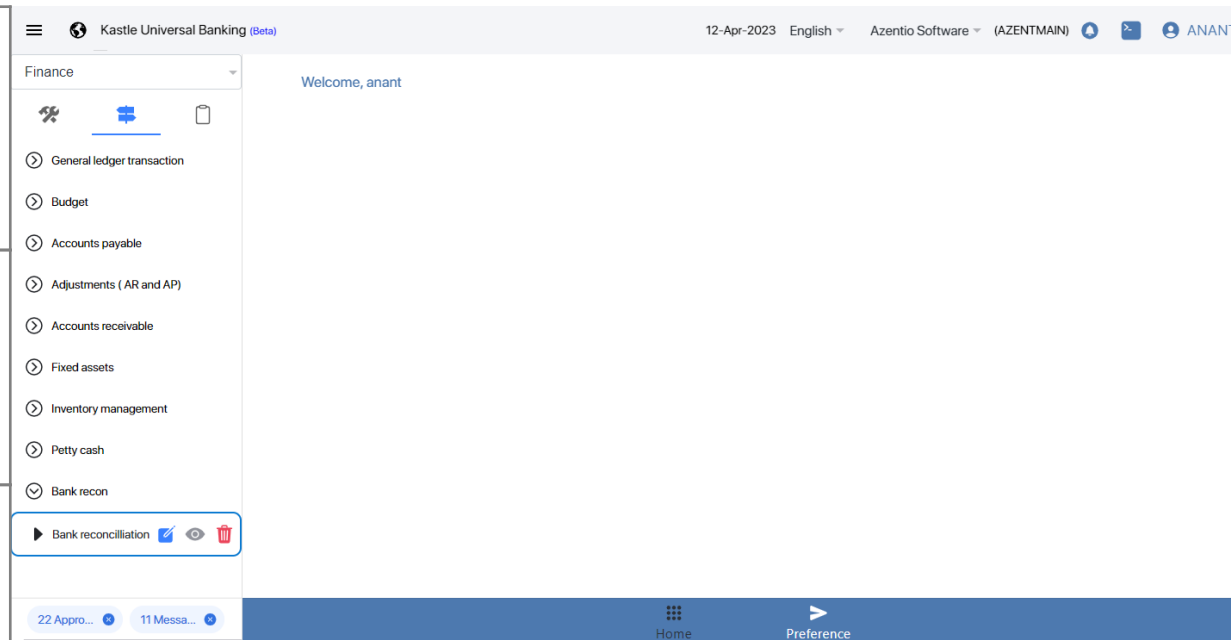 Kastle Universal Banking (Beta)
12-Apr-2023 English Azentio Software (AZENTMAIN) ANANT
Finance
Welcome, anant
General ledger transaction
Budget
Accounts payable
Adjustments ( AR and AP)
Accounts receivable
Fixed assets
Inventory management
Petty cash
Bank recon
Bank reconcilliation
22 Appro... 11 Messa...
Home Preference